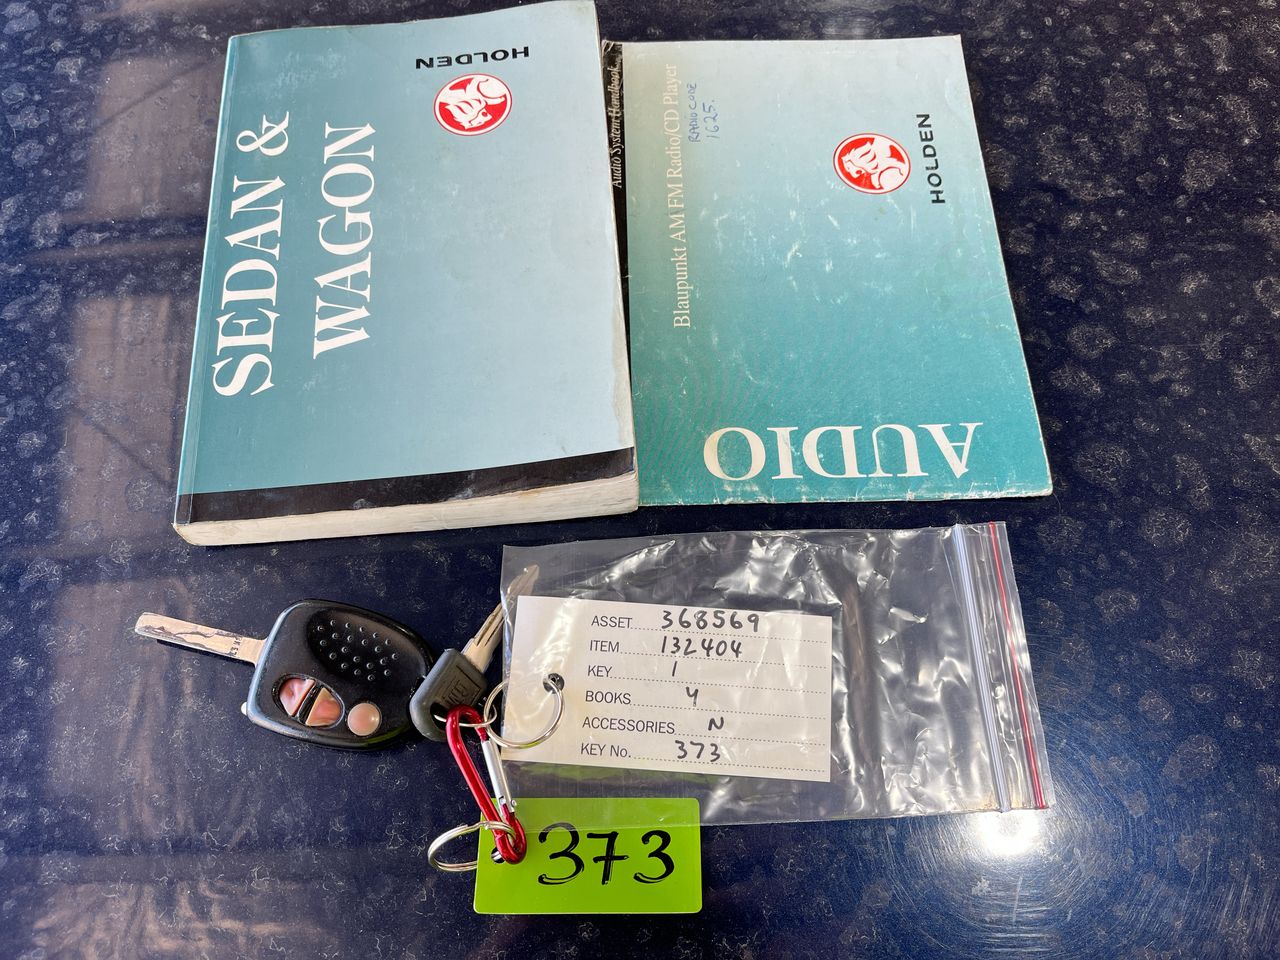 HOLDEN
SEDAN &
WAGON
Audio System Handbook
Blaupunkt AM FM Radio/CD Player
RADIO CODE
1625.
HOLDEN
AUDIO
ASSET 368569
ITEM 132404
KEY 1
BOOKS Y
ACCESSORIES N
KEY No. 373
373